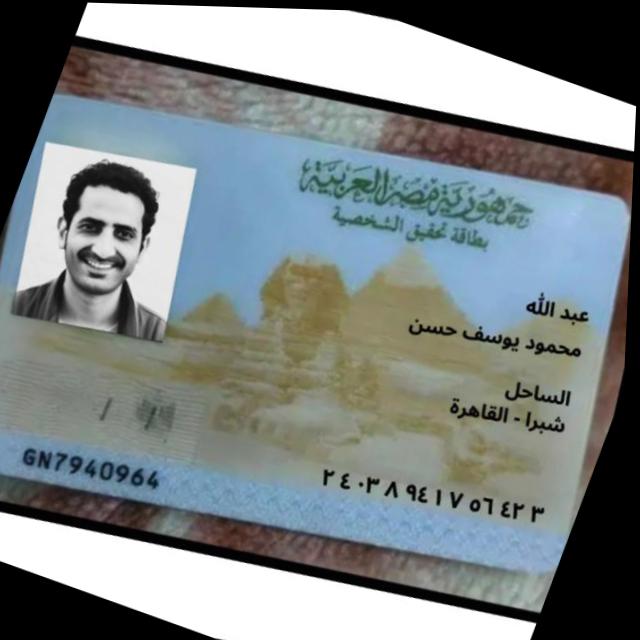 جمهورية مصر العربية
بطاقة تحقيق الشخصية
عبد الله
محمود يوسف حسن
الساحل
شبرا - القاهرة
٢٤٠٣٨٩٤١٧٥٦٤٢٣
GN7940964